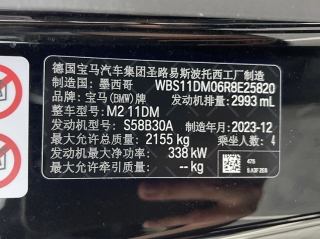 德国宝马汽车集团圣路易斯波托西工厂制造
制造国：墨西哥 WBS11DM06R8E25820
品牌：宝马(BMW)牌 发动机排量：2993 mL
整车型号：M2 11DM
发动机型号：S58B30A 制造年月：2023-12
最大允许总质量：2155 kg 乘坐人数：4
发动机最大净功率：338 kW 475
最大允许牵引质量：-- kg